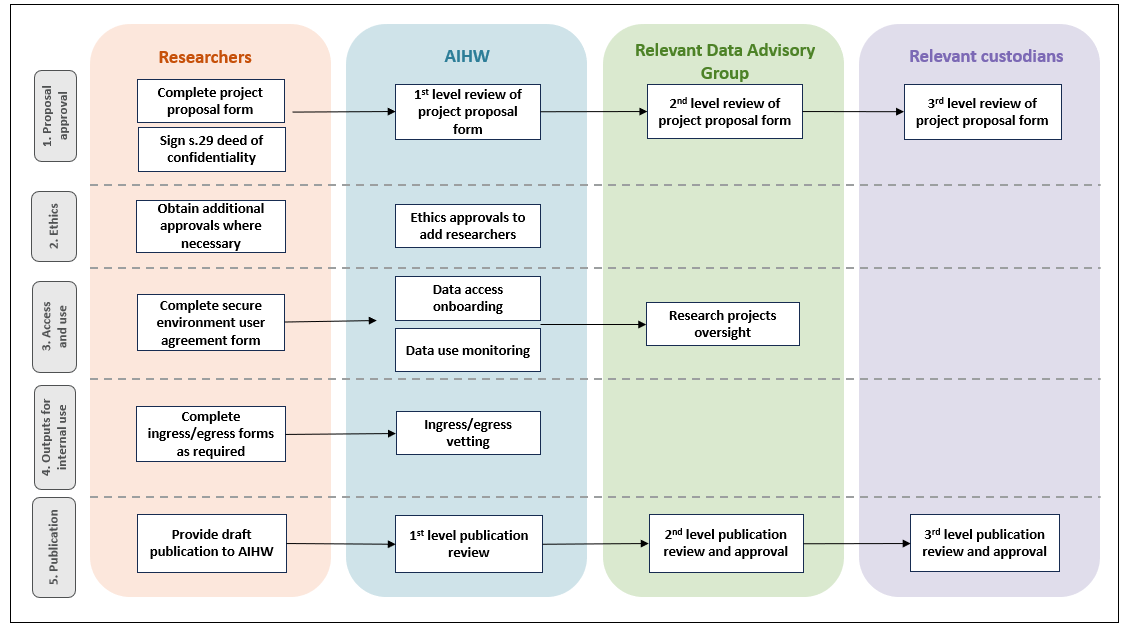 Researchers
AIHW
Relevant Data Advisory
Group
Relevant custodians
1. Proposal
approval
Complete project
proposal form
Sign s.29 deed of
confidentiality
1st level review of
project proposal
form
2nd level review of
project proposal form
3rd level review of
project proposal form
2. Ethics
Obtain additional
approvals where
necessary
Ethics approvals to
add researchers
3. Access
and use
Complete secure
environment user
agreement form
Data access
onboarding
Data use monitoring
Research projects
oversight
4. Outputs for
internal use
Complete
ingress/egress forms
as required
Ingress/egress
vetting
5. Publication
Provide draft
publication to AIHW
1st level publication
review
2nd level publication
review and approval
3rd level publication
review and approval